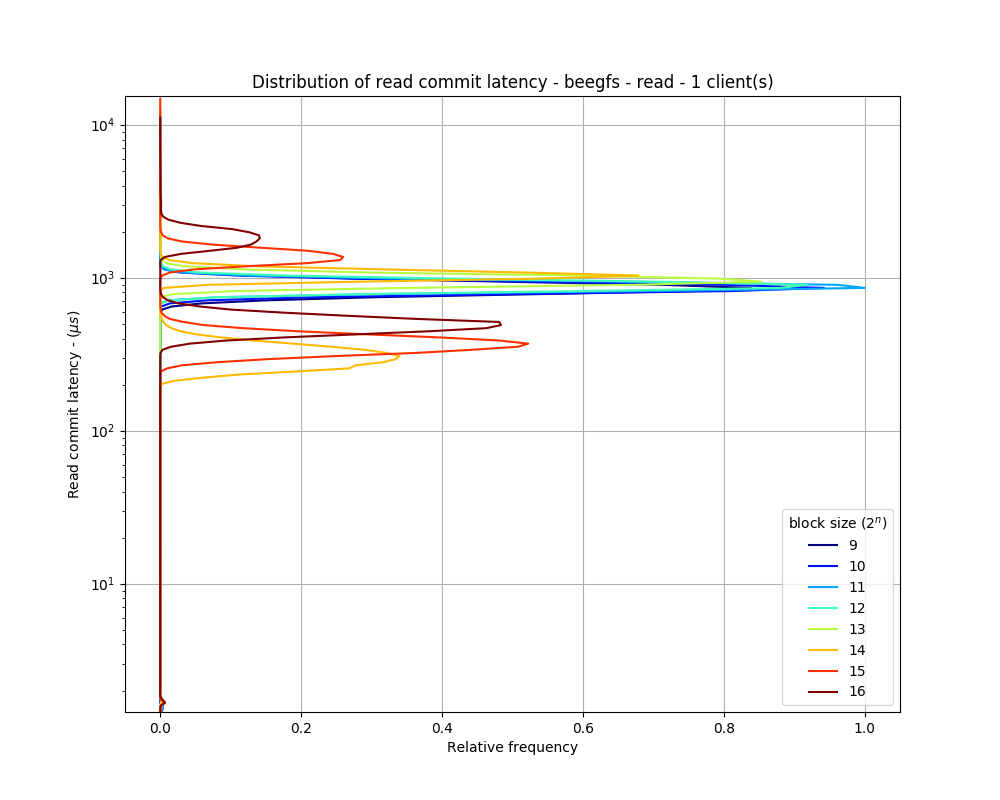 Distribution of read commit latency - beegfs - read - 1 client(s)
10⁴
10³
10²
10¹
Read commit latency - (μs)
block size (2ⁿ)
9
10
11
12
13
14
15
16
0.0 0.2 0.4 0.6 0.8 1.0
Relative frequency